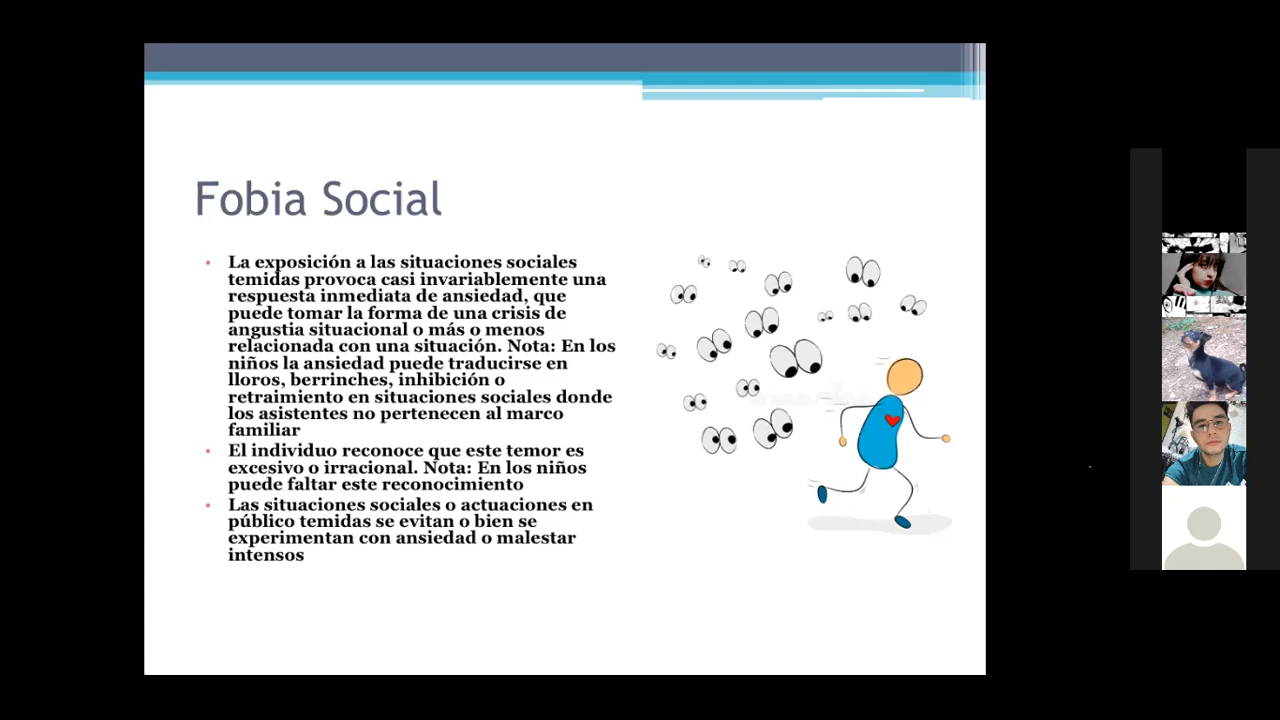 Fobia Social
• La exposición a las situaciones sociales
temidas provoca casi invariablemente una
respuesta inmediata de ansiedad, que
puede tomar la forma de una crisis de
angustia situacional o más o menos
relacionada con una situación. Nota: En los
niños la ansiedad puede traducirse en
lloros, berrinches, inhibición o
retraimiento en situaciones sociales donde
los asistentes no pertenecen al marco
familiar
• El individuo reconoce que este temor es
excesivo o irracional. Nota: En los niños
puede faltar este reconocimiento
• Las situaciones sociales o actuaciones en
público temidas se evitan o bien se
experimentan con ansiedad o malestar
intensos